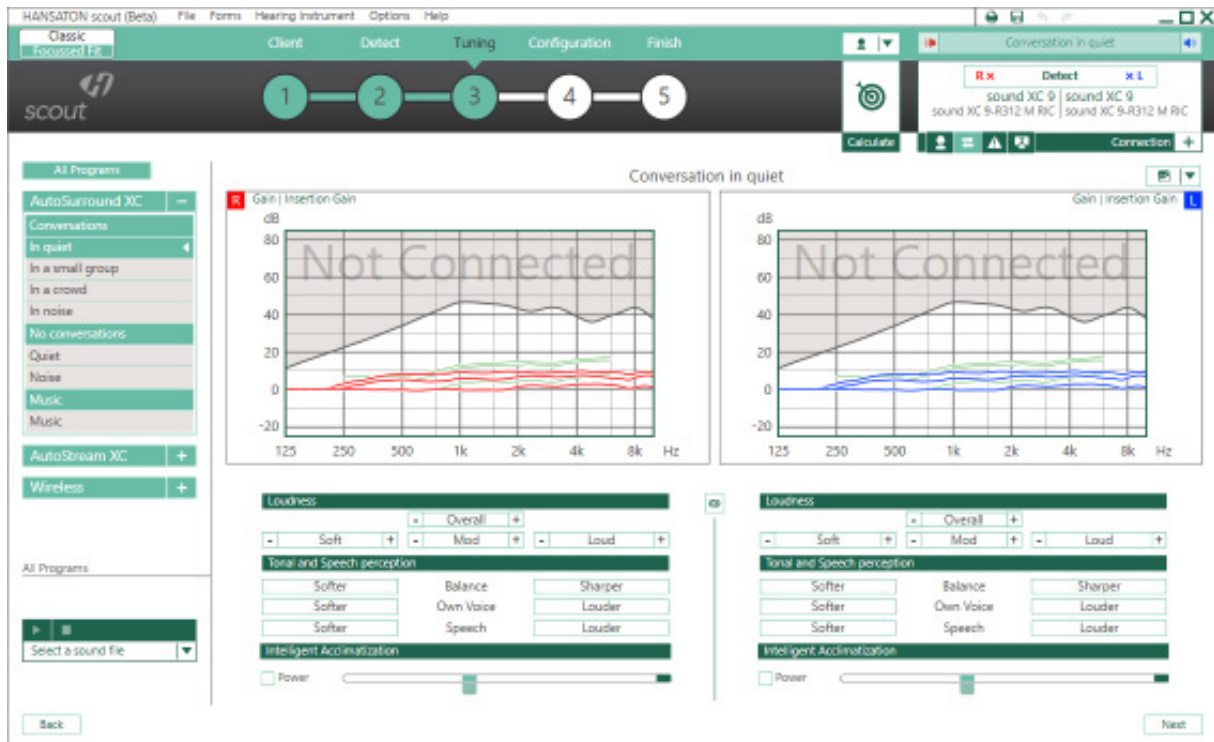 HANSATON scout (Beta) File Forms Hearing Instrument Options Help
Classic
Focussed Fit
Client Detect Tuning Configuration Finish
Conversation in quiet
scout
1 2 3 4 5
R x Detect x L
sound XC 9 | sound XC 9
sound XC 9-R312 M RIC | sound XC 9-R312 M RIC
Calculate
Connection +
All Programs
AutoSurround XC −
Conversations
In quiet
In a small group
In a crowd
In noise
No conversations
Quiet
Noise
Music
Music
AutoStream XC +
Wireless +
All Programs
Select a sound file
Back
Conversation in quiet
R Gain | Insertion Gain
dB
Not Connected
80
60
40
20
0
-20
125 250 500 1k 2k 4k 8k Hz
Gain | Insertion Gain L
dB
Not Connected
80
60
40
20
0
-20
125 250 500 1k 2k 4k 8k Hz
Loudness
- Overall +
- Soft + - Mod + - Loud +
Tonal and Speech perception
Softer Balance Sharper
Softer Own Voice Louder
Softer Speech Louder
Intelligent Acclimatization
Power
Loudness
- Overall +
- Soft + - Mod + - Loud +
Tonal and Speech perception
Softer Balance Sharper
Softer Own Voice Louder
Softer Speech Louder
Intelligent Acclimatization
Power
Next